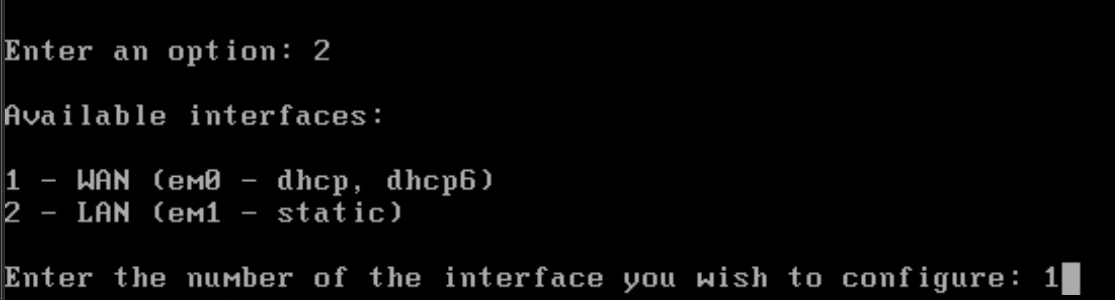 Enter an option: 2
Available interfaces:
1 - WAN (em0 - dhcp, dhcp6)
2 - LAN (em1 - static)
Enter the number of the interface you wish to configure: 1